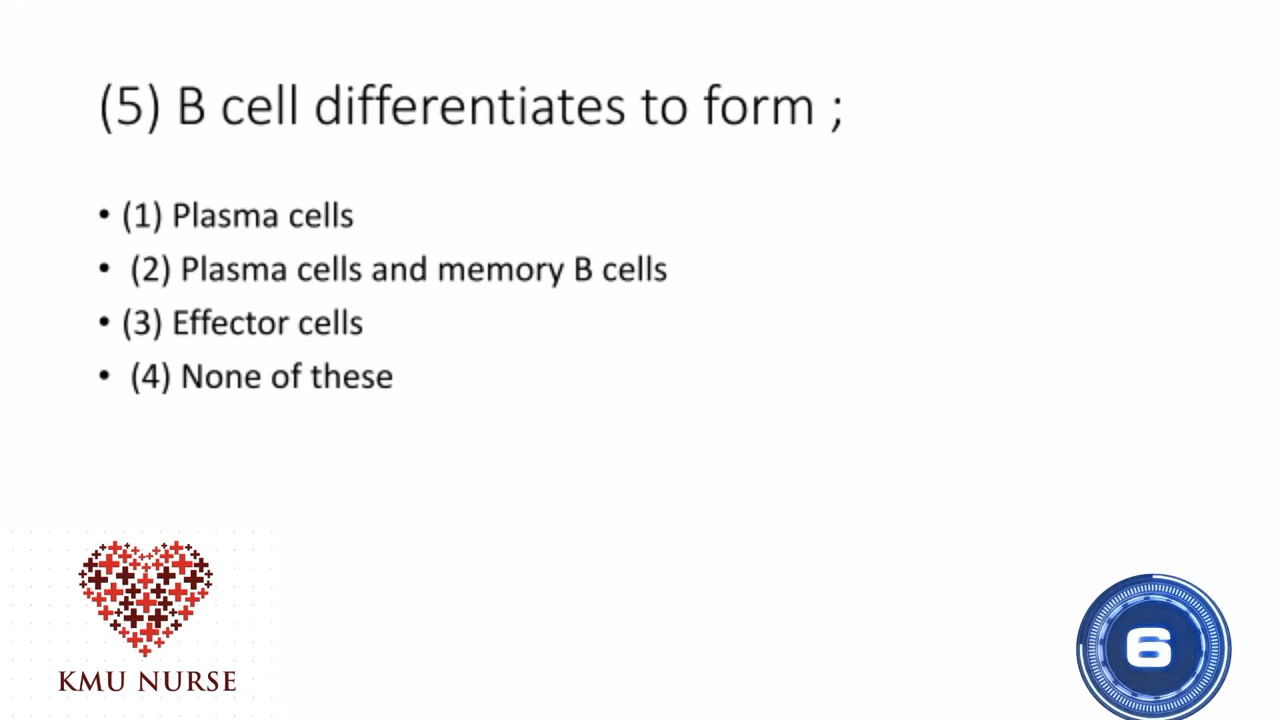 (5) B cell differentiates to form ;
• (1) Plasma cells
• (2) Plasma cells and memory B cells
• (3) Effector cells
• (4) None of these
KMU NURSE
6